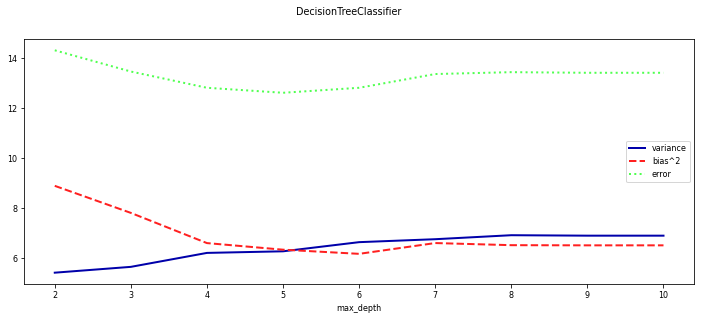 DecisionTreeClassifier
14
12
10
8
6
variance
bias^2
error
2 3 4 5 6 7 8 9 10
max_depth